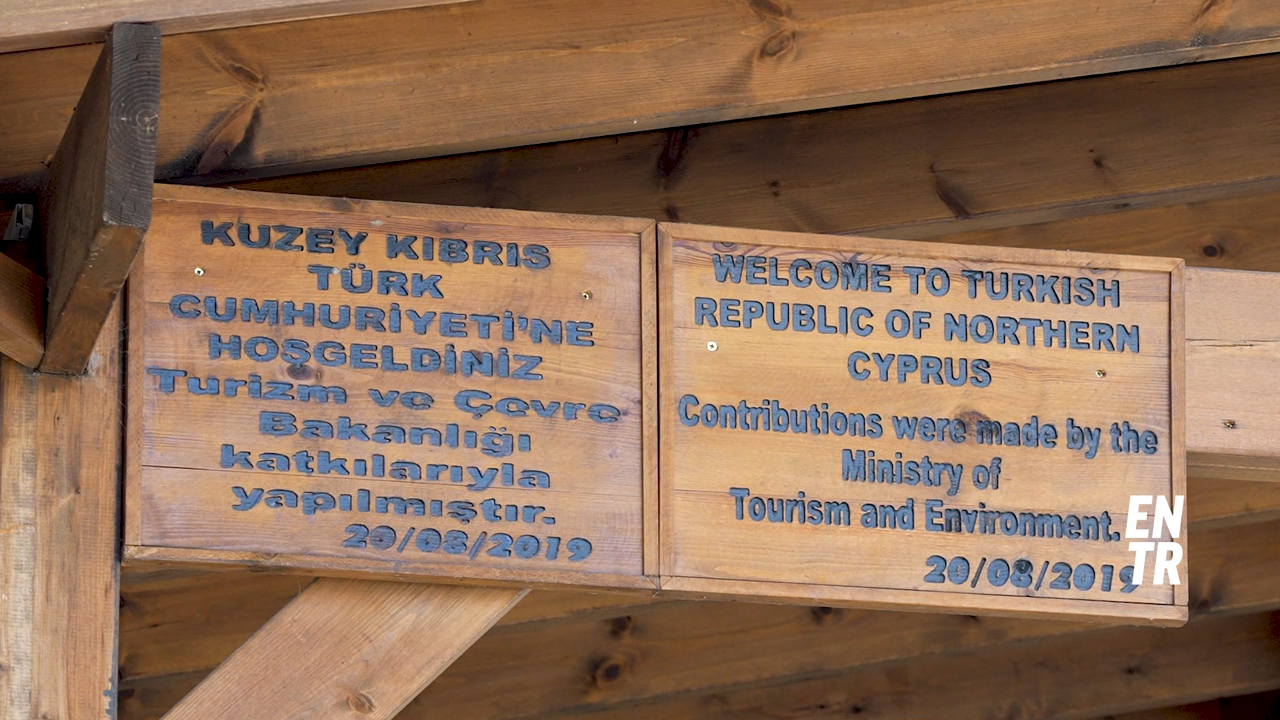 KUZEY KIBRIS
TÜRK
CUMHURİYETİ'NE
HOŞGELDİNİZ
Turizm ve Çevre
Bakanlığı
katkılarıyla
yapılmıştır.
20/08/2019
WELCOME TO TURKISH
REPUBLIC OF NORTHERN
CYPRUS
Contributions were made by the
Ministry of
Tourism and Environment.
20/08/2019
EN
TR